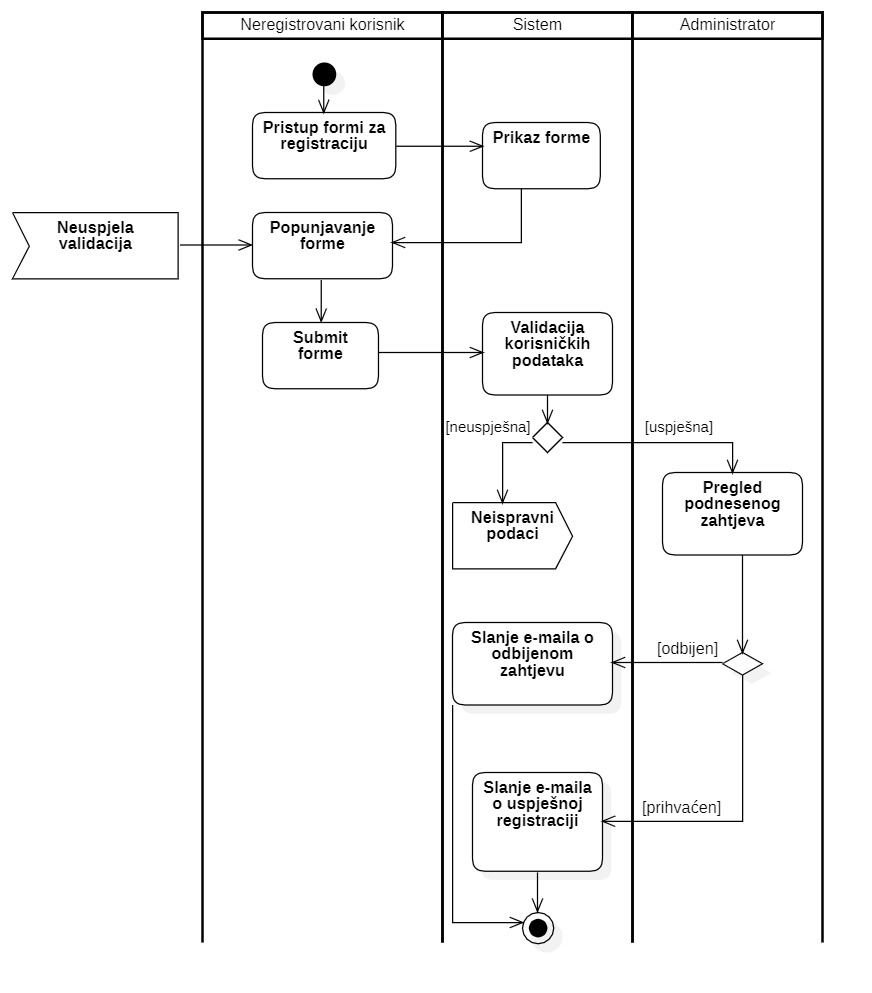 Neregistrovani korisnik
Sistem
Administrator
Pristup formi za
registraciju
Prikaz forme
Neuspjela
validacija
Popunjavanje
forme
Submit
forme
Validacija
korisničkih
podataka
[neuspješna]
[uspješna]
Pregled
podnesenog
zahtjeva
Neispravni
podaci
Slanje e-maila o
odbijenom
zahtjevu
[odbijen]
Slanje e-maila
o uspješnoj
registraciji
[prihvaćen]